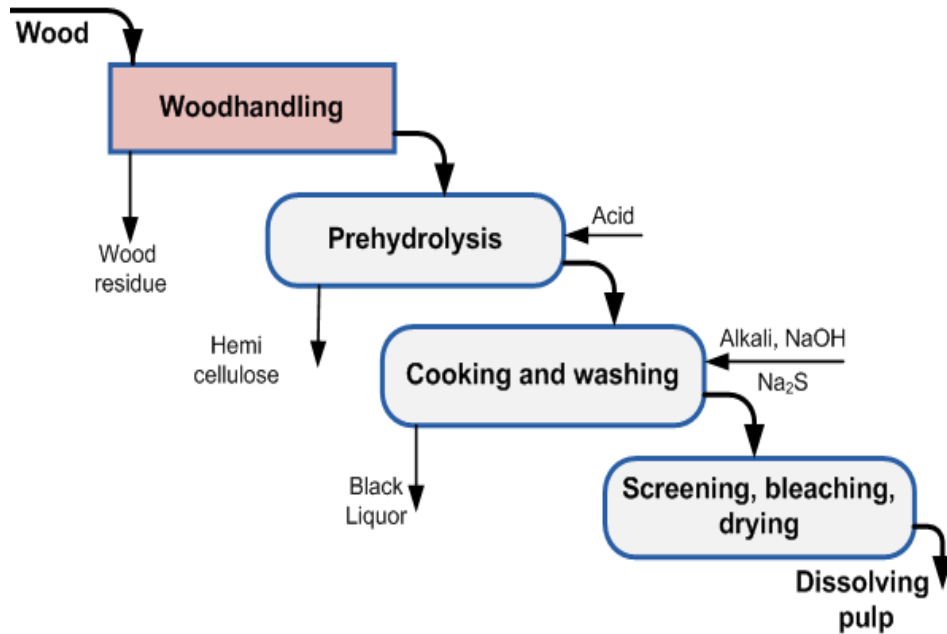 Wood
Woodhandling
Wood
residue
Prehydrolysis
Acid
Hemi
cellulose
Cooking and washing
Alkali, NaOH
Na₂S
Black
Liquor
Screening, bleaching,
drying
Dissolving
pulp